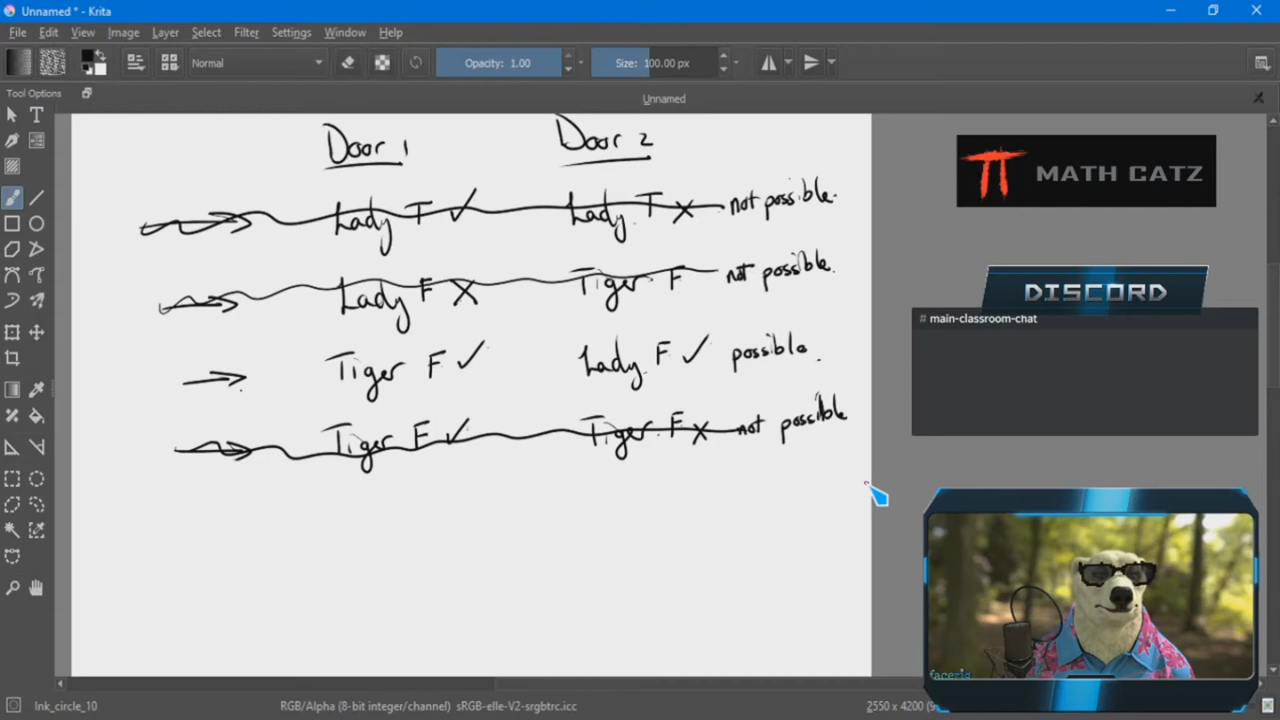 Unnamed * - Krita
File Edit View Image Layer Select Filter Settings Window Help
Normal Opacity: 1.00 Size: 100.00 px
Tool Options
Unnamed
Door 1 Door 2
Lady T ✓ Lady T ✗ not possible.
Lady F ✗ Tiger F not possible.
Tiger F ✓ Lady F ✓ possible.
Tiger F ✓ Tiger F ✗ not possible
MATH CATZ
DISCORD
# main-classroom-chat
facerig
Ink_circle_10 RGB/Alpha (8-bit integer/channel) sRGB-elle-V2-srgbtrc.icc 2550 x 4200 (9